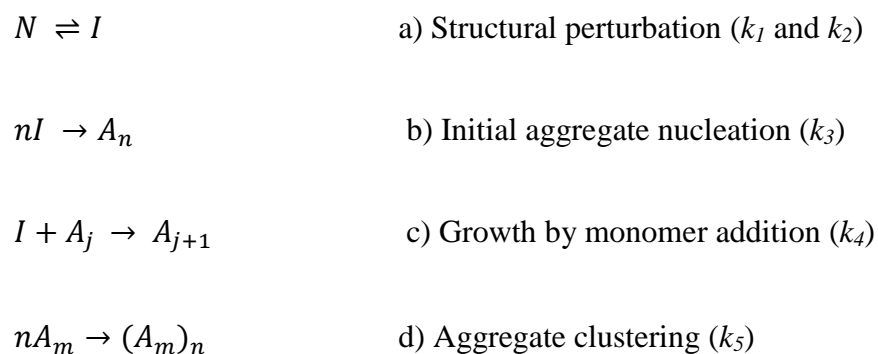 N ⇌ I a) Structural perturbation (k₁ and k₂)
nI → Aₙ b) Initial aggregate nucleation (k₃)
I + Aⱼ → Aⱼ₊₁ c) Growth by monomer addition (k₄)
nAₘ → (Aₘ)ₙ d) Aggregate clustering (k₅)